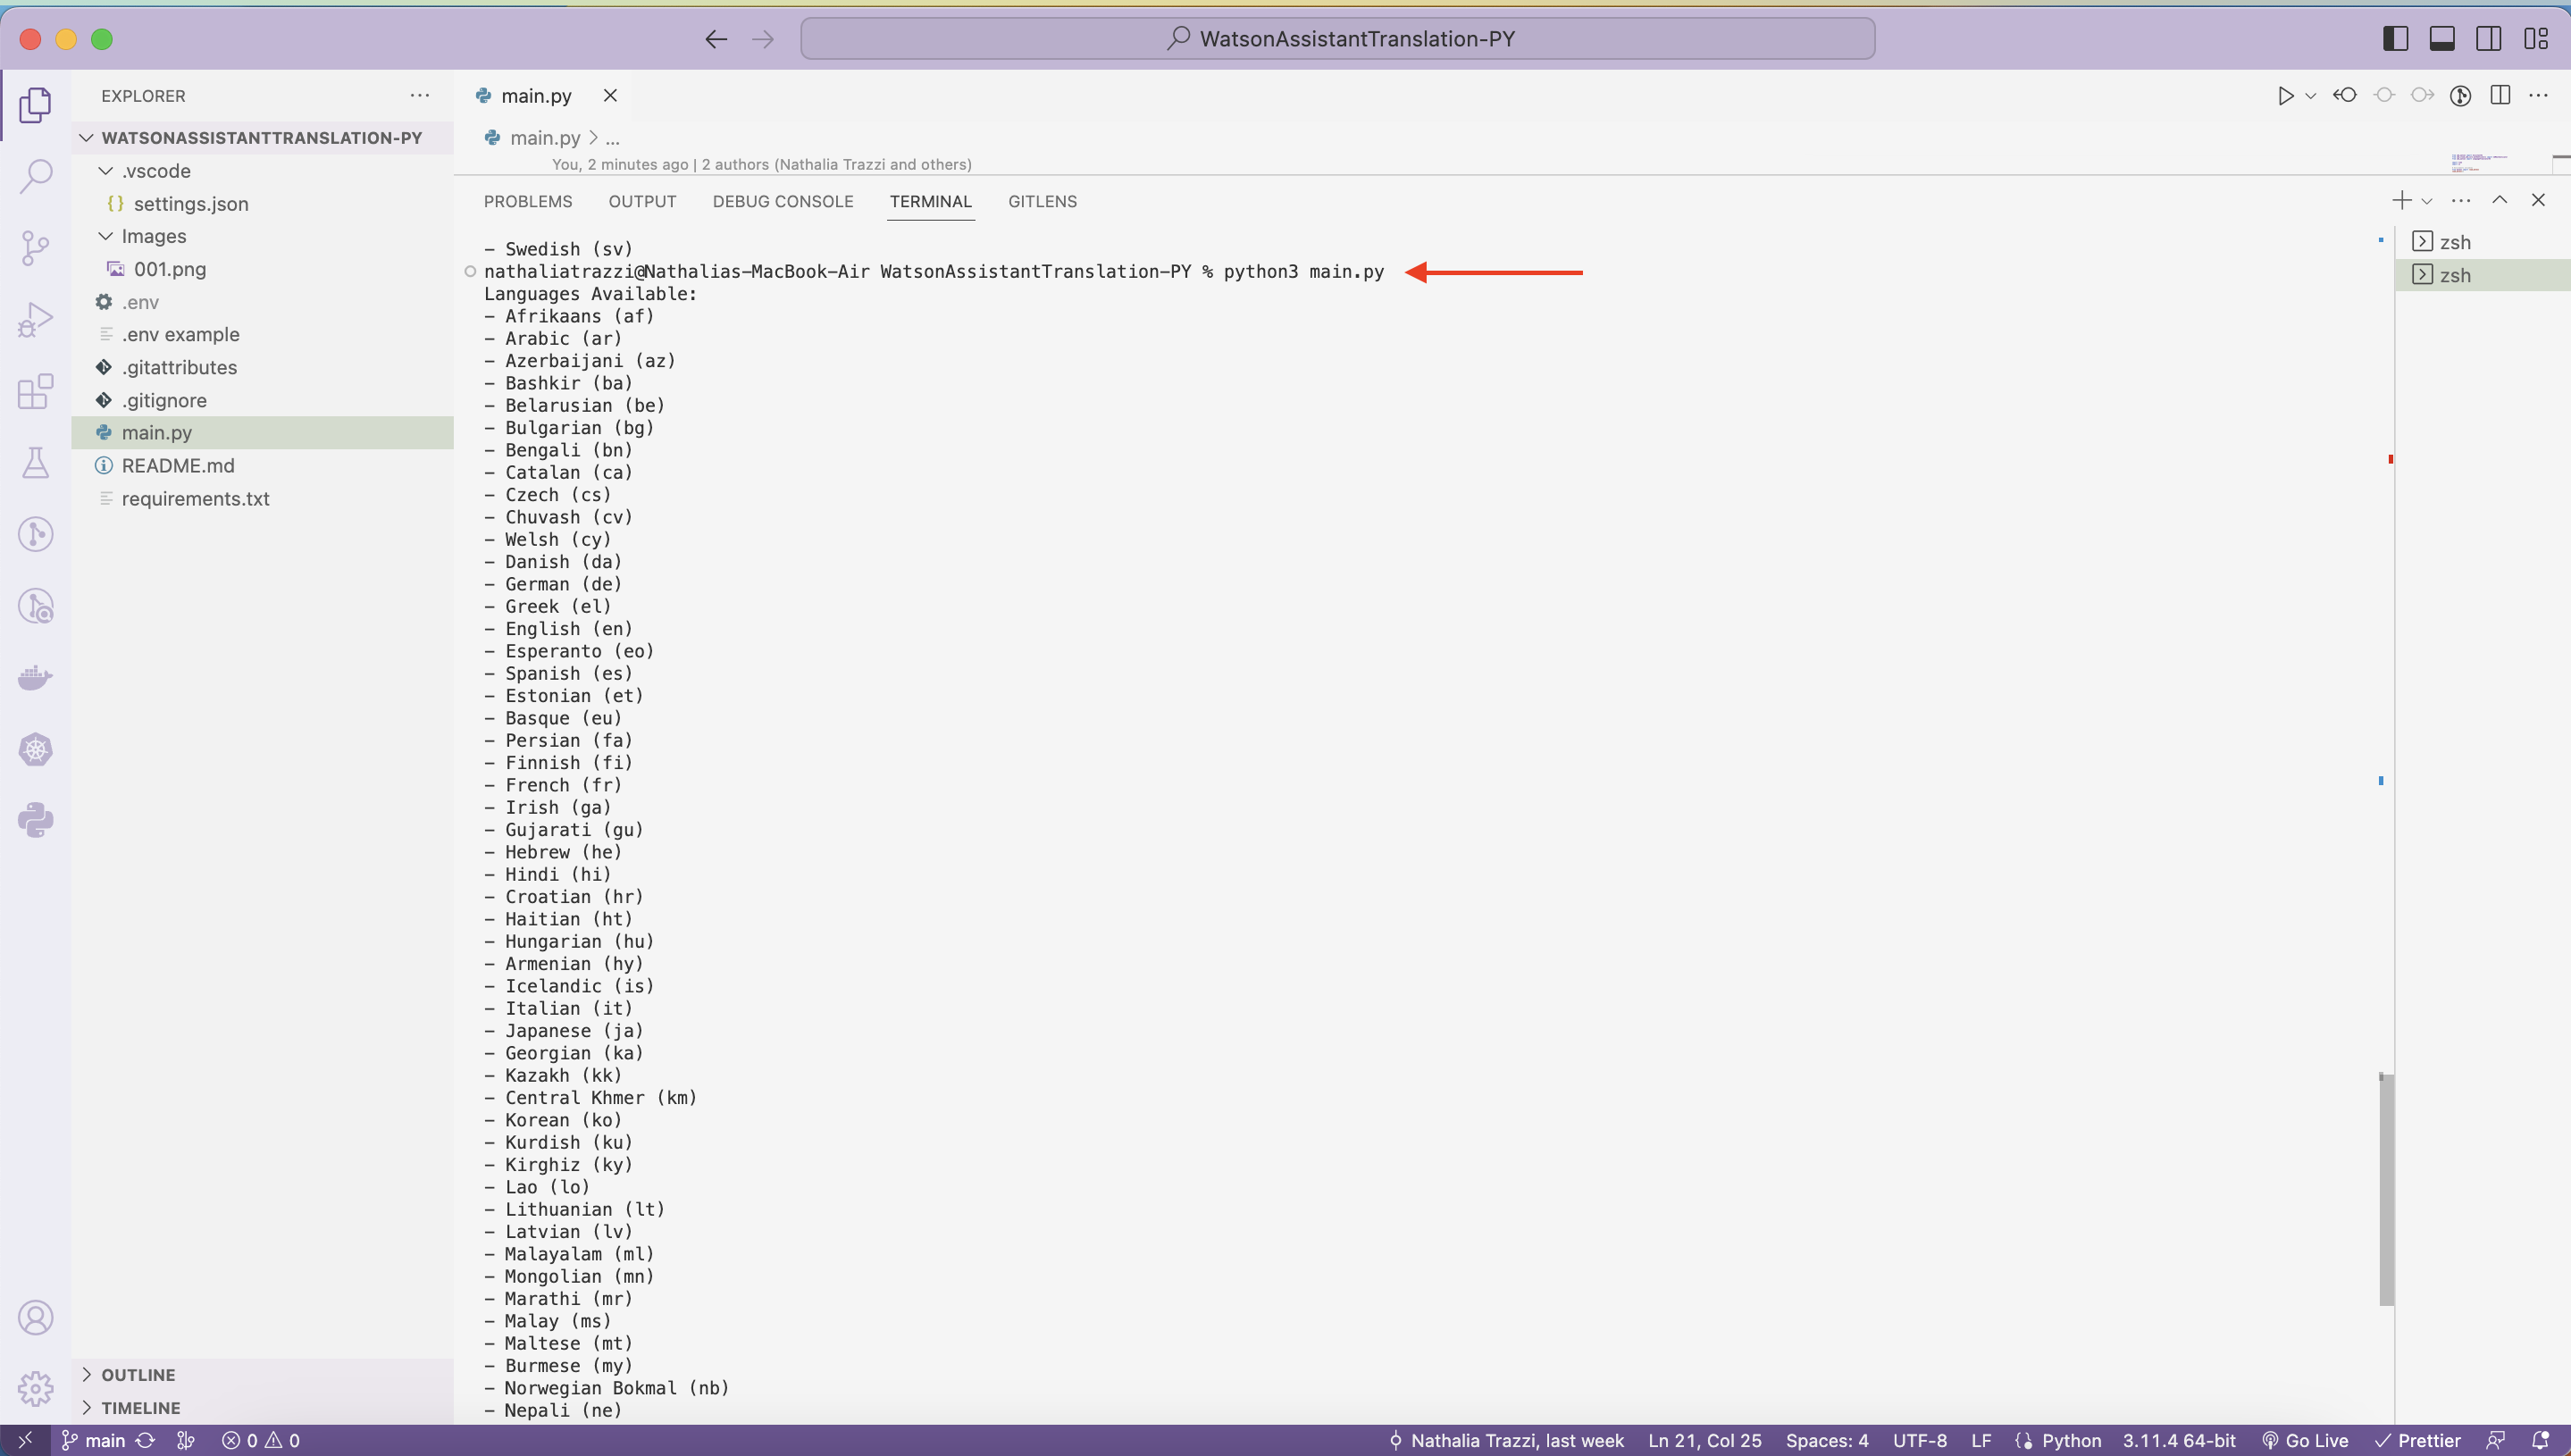 WatsonAssistantTranslation-PY
EXPLORER
WATSONASSISTANTTRANSLATION-PY
.vscode
{} settings.json
Images
001.png
.env
.env example
.gitattributes
.gitignore
main.py
README.md
requirements.txt
OUTLINE
TIMELINE
main.py
main.py > ...
You, 2 minutes ago | 2 authors (Nathalia Trazzi and others)
PROBLEMS OUTPUT DEBUG CONSOLE TERMINAL GITLENS
zsh
zsh
- Swedish (sv)
nathaliatrazzi@Nathalias-MacBook-Air WatsonAssistantTranslation-PY % python3 main.py
Languages Available:
- Afrikaans (af)
- Arabic (ar)
- Azerbaijani (az)
- Bashkir (ba)
- Belarusian (be)
- Bulgarian (bg)
- Bengali (bn)
- Catalan (ca)
- Czech (cs)
- Chuvash (cv)
- Welsh (cy)
- Danish (da)
- German (de)
- Greek (el)
- English (en)
- Esperanto (eo)
- Spanish (es)
- Estonian (et)
- Basque (eu)
- Persian (fa)
- Finnish (fi)
- French (fr)
- Irish (ga)
- Gujarati (gu)
- Hebrew (he)
- Hindi (hi)
- Croatian (hr)
- Haitian (ht)
- Hungarian (hu)
- Armenian (hy)
- Icelandic (is)
- Italian (it)
- Japanese (ja)
- Georgian (ka)
- Kazakh (kk)
- Central Khmer (km)
- Korean (ko)
- Kurdish (ku)
- Kirghiz (ky)
- Lao (lo)
- Lithuanian (lt)
- Latvian (lv)
- Malayalam (ml)
- Mongolian (mn)
- Marathi (mr)
- Malay (ms)
- Maltese (mt)
- Burmese (my)
- Norwegian Bokmal (nb)
- Nepali (ne)
main 0 0 Nathalia Trazzi, last week Ln 21, Col 25 Spaces: 4 UTF-8 LF Python 3.11.4 64-bit Go Live Prettier